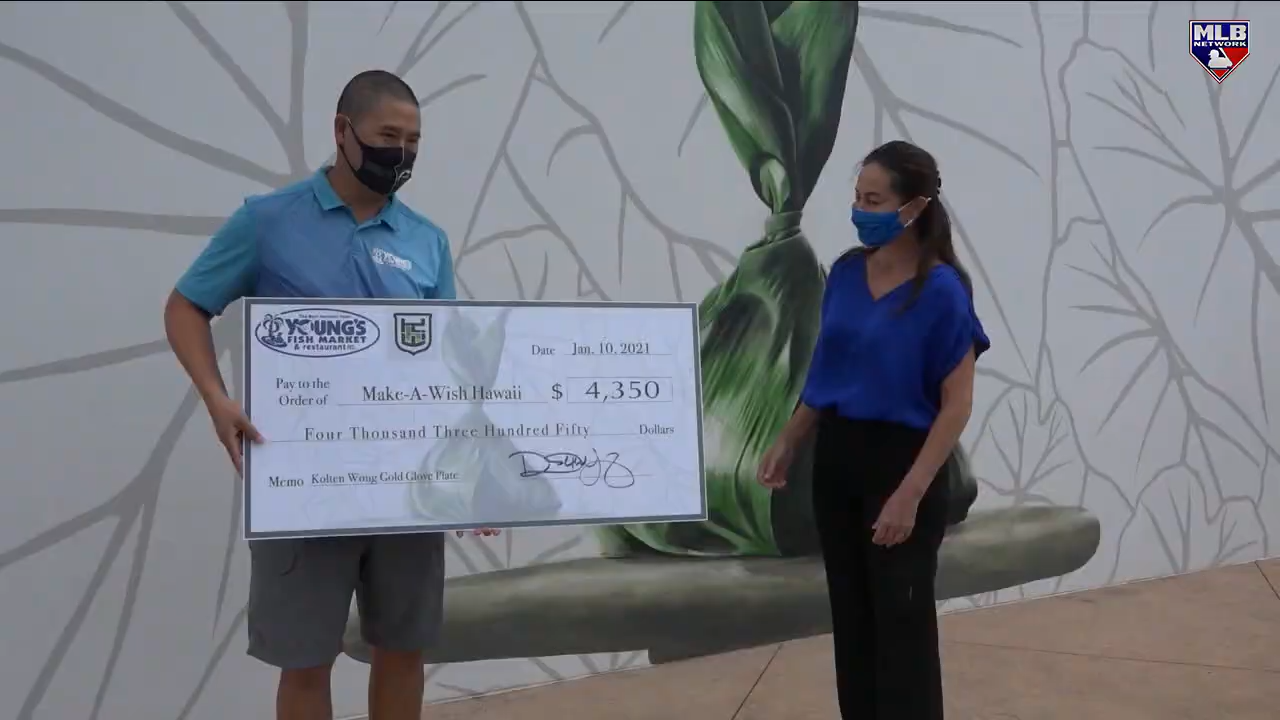 MLB
NETWORK
YOUNG'S
FISH MARKET
& restaurant
Date Jan. 10, 2021
Pay to the
Order of Make-A-Wish Hawaii $ 4,350
Four Thousand Three Hundred Fifty Dollars
Memo Kolten Wong Gold Glove Plate
YOUNG'S